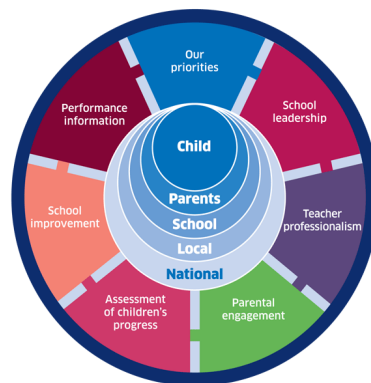 Our
priorities
School
leadership
Teacher
professionalism
Parental
engagement
Assessment
of children's
progress
School
improvement
Performance
information
Child
Parents
School
Local
National